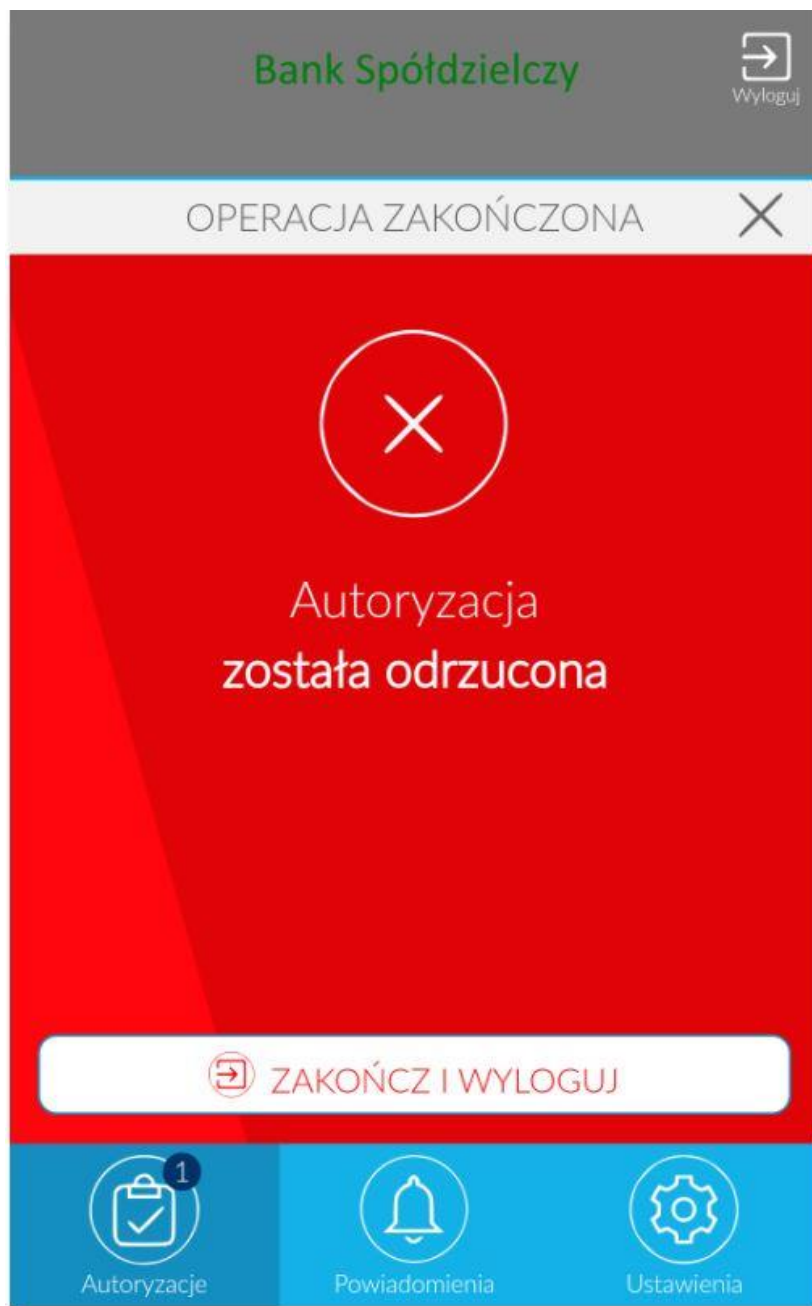 Bank Spółdzielczy
Wyloguj
OPERACJA ZAKOŃCZONA
Autoryzacja
została odrzucona
ZAKOŃCZ I WYLOGUJ
1
Autoryzacje
Powiadomienia
Ustawienia